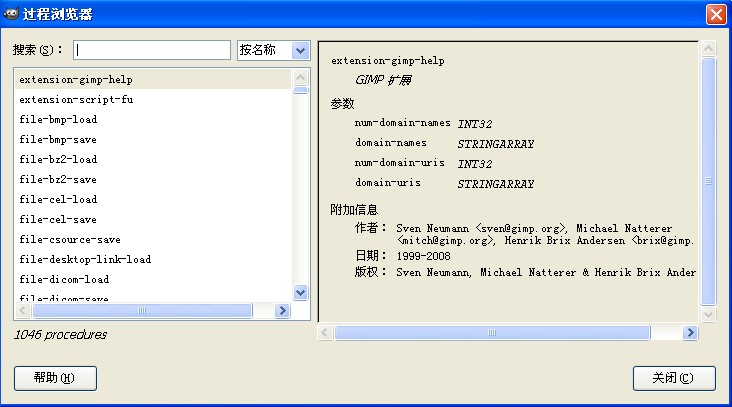 过程浏览器
搜索(S)： 按名称
extension-gimp-help
extension-script-fu
file-bmp-load
file-bmp-save
file-bz2-load
file-bz2-save
file-cel-load
file-cel-save
file-csource-save
file-desktop-link-load
file-dicom-load
file-dicom-save
1046 procedures
extension-gimp-help
GIMP 扩展
参数
num-domain-names INT32
domain-names STRINGARRAY
num-domain-uris INT32
domain-uris STRINGARRAY
附加信息
作者： Sven Neumann <sven@gimp.org>, Michael Natterer
<mitch@gimp.org>, Henrik Brix Andersen <brix@gimp.
日期： 1999-2008
版权： Sven Neumann, Michael Natterer & Henrik Brix Ander
帮助(H) 关闭(C)